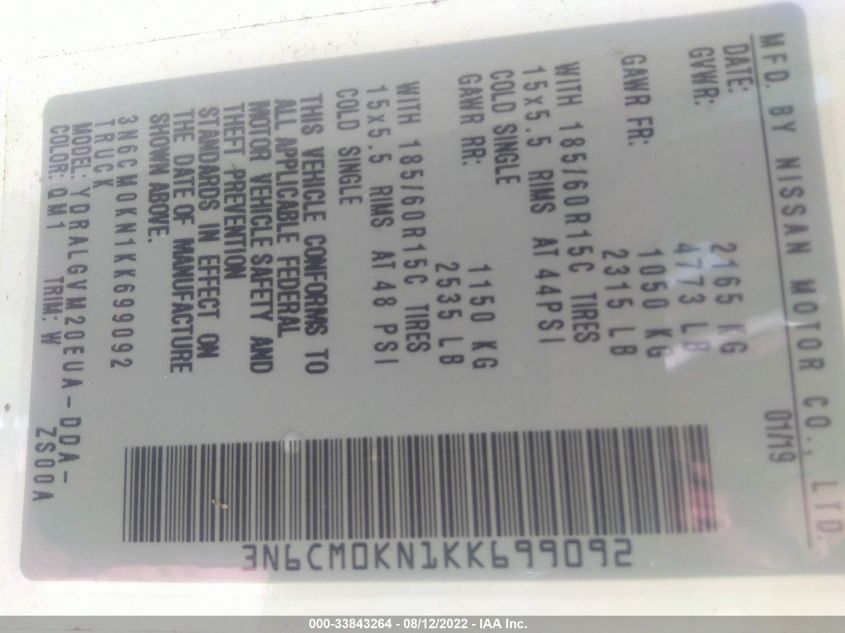 MFD. BY NISSAN MOTOR CO., LTD.
DATE: 01/19
GVWR: 2165 KG
4773 LB
GAWR FR: 1050 KG
2315 LB
WITH 185/60R15C TIRES
15x5.5 RIMS AT 44PSI
COLD SINGLE
GAWR RR: 1150 KG
2535 LB
WITH 185/60R15C TIRES
15x5.5 RIMS AT 48 PSI
COLD SINGLE
THIS VEHICLE CONFORMS TO
ALL APPLICABLE FEDERAL
MOTOR VEHICLE SAFETY AND
THEFT PREVENTION
STANDARDS IN EFFECT ON
THE DATE OF MANUFACTURE
SHOWN ABOVE.
3N6CM0KN1KK699092
TRUCK
MODEL: YDRALGVM20EUA-DDA-
ZS00A
COLOR: QM1 TRIM: W
3N6CM0KN1KK699092
000-33843264 - 08/12/2022 - IAA Inc.